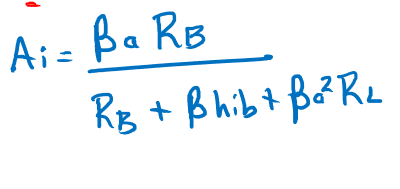 Ai = βa RB / RB + βhib + βa²RL